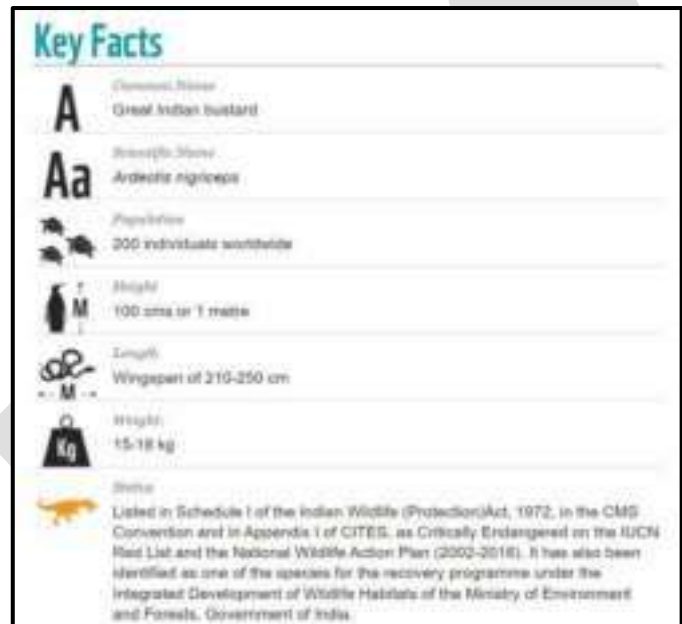 Key Facts
A
Common Name
Great Indian bustard
Aa
Scientific Name
Ardeotis nigriceps
Population
200 individuals worldwide
M
Height
100 cms or 1 metre
M
Length
Wingspan of 210-250 cm
Kg
Weight
15-18 kg
Status
Listed in Schedule I of the Indian Wildlife (Protection)Act, 1972, in the CMS
Convention and in Appendix I of CITES, as Critically Endangered on the IUCN
Red List and the National Wildlife Action Plan (2002-2016). It has also been
identified as one of the species for the recovery programme under the
Integrated Development of Wildlife Habitats of the Ministry of Environment
and Forests, Government of India.